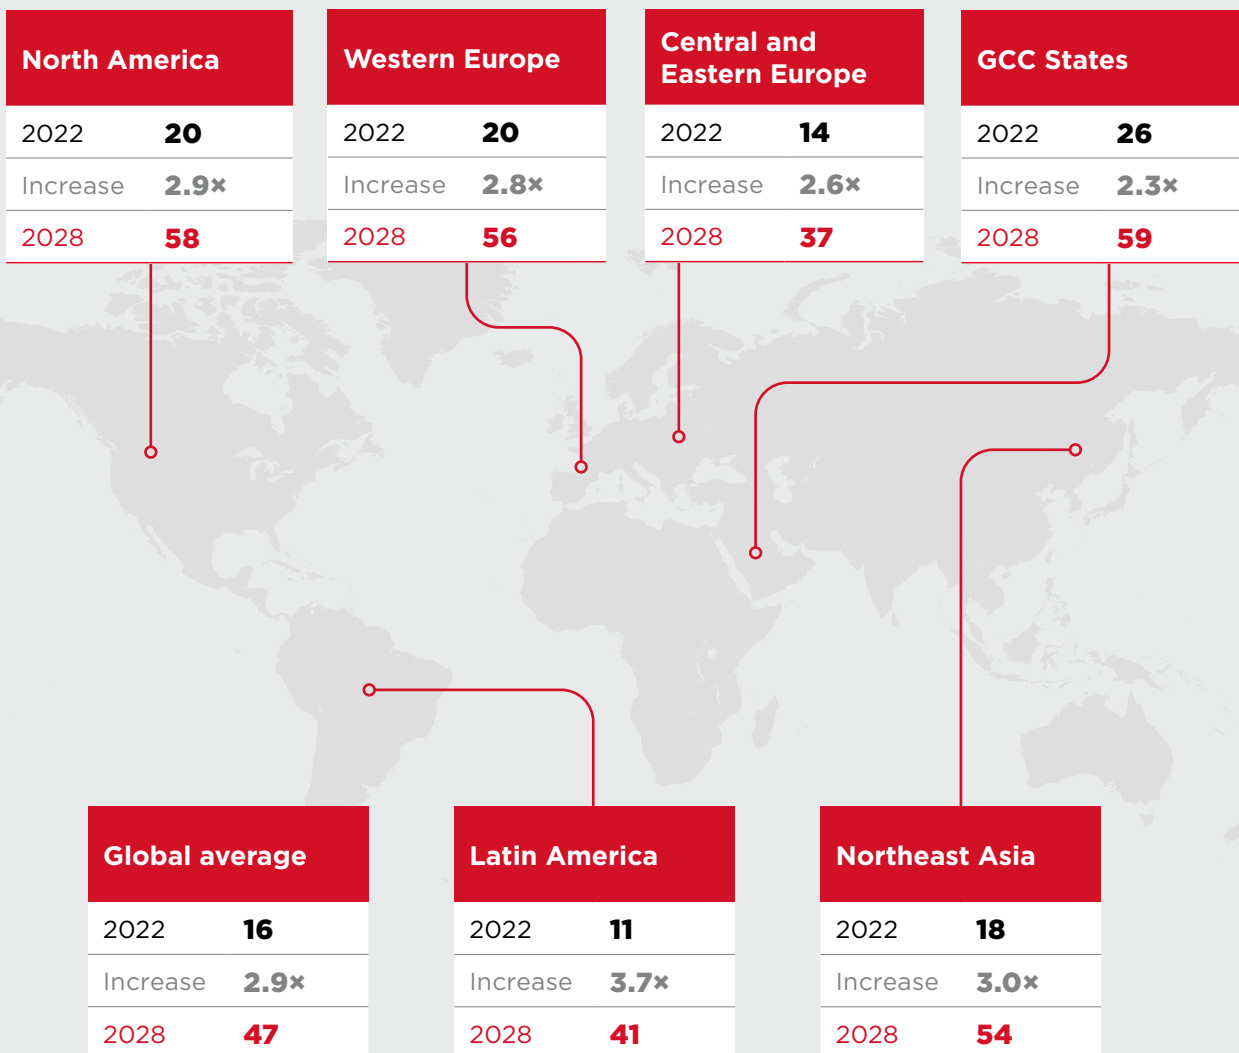 North America
2022 20
Increase 2.9×
2028 58
Western Europe
2022 20
Increase 2.8×
2028 56
Central and
Eastern Europe
2022 14
Increase 2.6×
2028 37
GCC States
2022 26
Increase 2.3×
2028 59
Global average
2022 16
Increase 2.9×
2028 47
Latin America
2022 11
Increase 3.7×
2028 41
Northeast Asia
2022 18
Increase 3.0×
2028 54